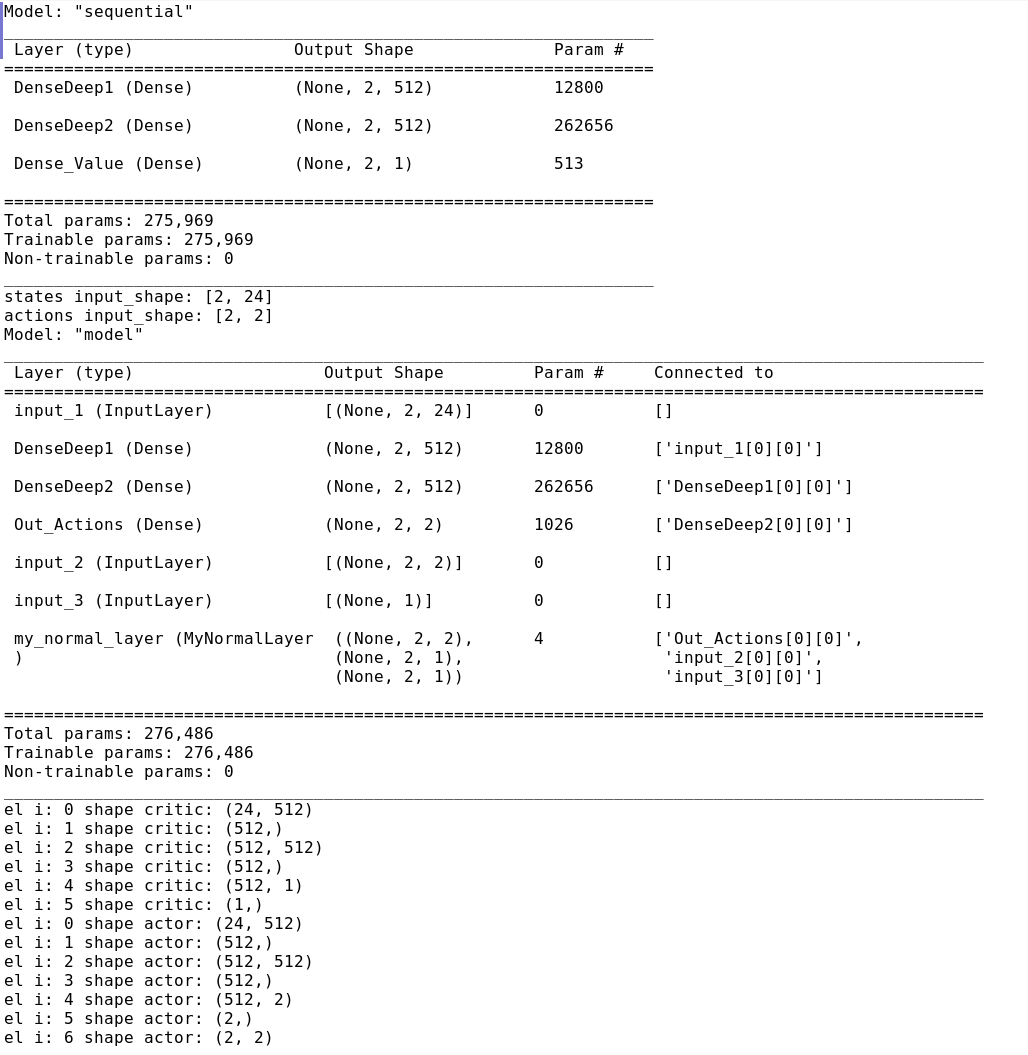 Model: "sequential"
_________________________________________________________________
 Layer (type)                Output Shape              Param #
=================================================================
 DenseDeep1 (Dense)          (None, 2, 512)            12800
 DenseDeep2 (Dense)          (None, 2, 512)            262656
 Dense_Value (Dense)         (None, 2, 1)              513
=================================================================
Total params: 275,969
Trainable params: 275,969
Non-trainable params: 0
_________________________________________________________________
states input_shape: [2, 24]
actions input_shape: [2, 2]
Model: "model"
__________________________________________________________________________________________________
 Layer (type)                   Output Shape         Param #     Connected to
==================================================================================================
 input_1 (InputLayer)           [(None, 2, 24)]      0           []
 DenseDeep1 (Dense)             (None, 2, 512)       12800       ['input_1[0][0]']
 DenseDeep2 (Dense)             (None, 2, 512)       262656      ['DenseDeep1[0][0]']
 Out_Actions (Dense)            (None, 2, 2)         1026        ['DenseDeep2[0][0]']
 input_2 (InputLayer)           [(None, 2, 2)]       0           []
 input_3 (InputLayer)           [(None, 1)]          0           []
 my_normal_layer (MyNormalLayer  ((None, 2, 2),      4           ['Out_Actions[0][0]',
 )                               (None, 2, 1),                    'input_2[0][0]',
                                 (None, 2, 1))                    'input_3[0][0]']
==================================================================================================
Total params: 276,486
Trainable params: 276,486
Non-trainable params: 0
__________________________________________________________________________________________________
el i: 0 shape critic: (24, 512)
el i: 1 shape critic: (512,)
el i: 2 shape critic: (512, 512)
el i: 3 shape critic: (512,)
el i: 4 shape critic: (512, 1)
el i: 5 shape critic: (1,)
el i: 0 shape actor: (24, 512)
el i: 1 shape actor: (512,)
el i: 2 shape actor: (512, 512)
el i: 3 shape actor: (512,)
el i: 4 shape actor: (512, 2)
el i: 5 shape actor: (2,)
el i: 6 shape actor: (2, 2)